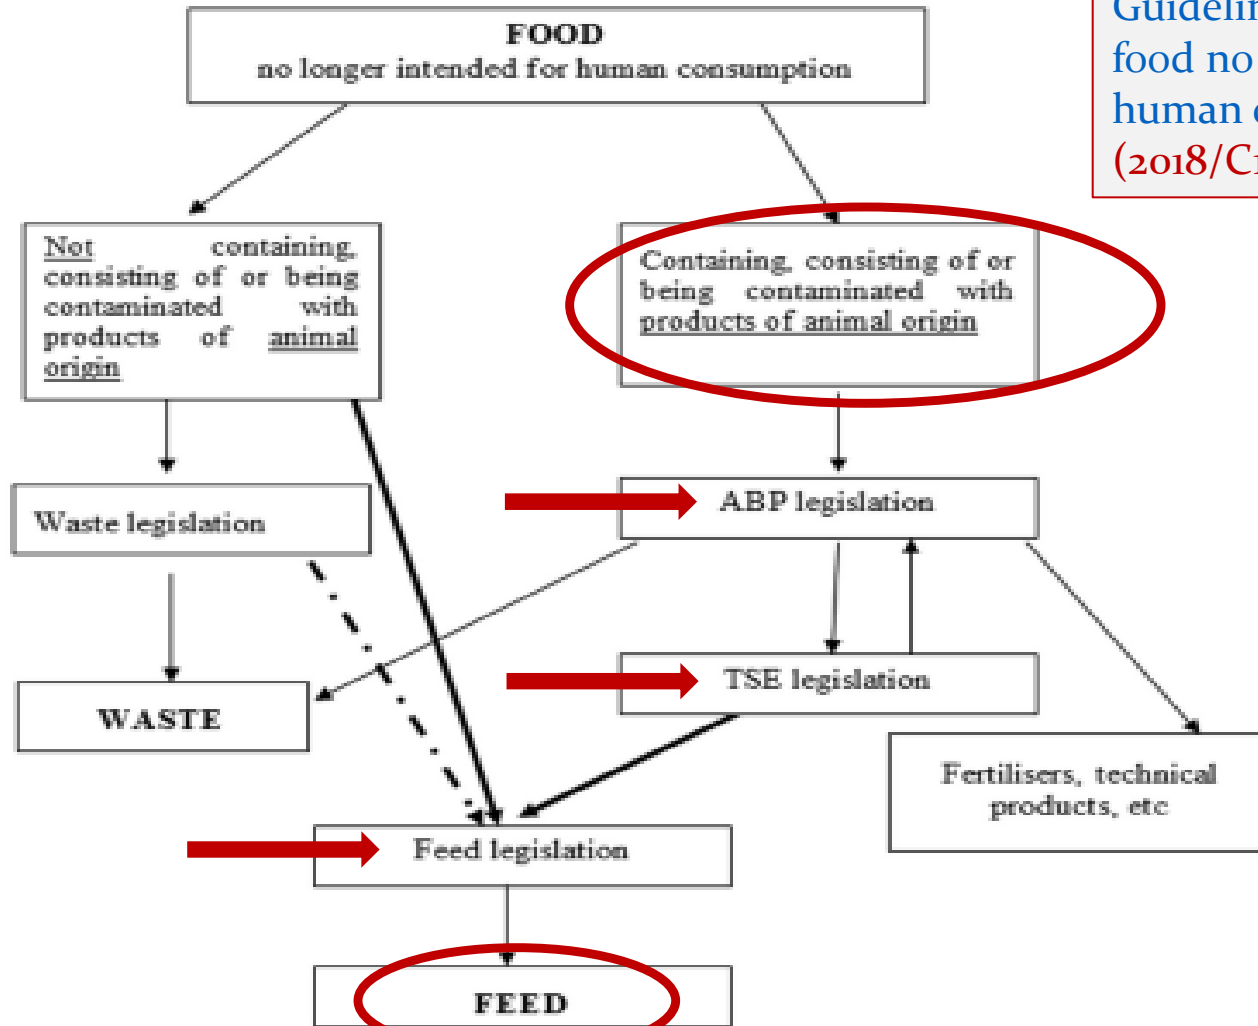 FOOD
no longer intended for human consumption
food no
human
(2018/C1
Not containing,
consisting of or being
contaminated with
products of animal
origin
Containing, consisting of or
being contaminated with
products of animal origin
Waste legislation
ABP legislation
WASTE
TSE legislation
Fertilisers, technical
products, etc
Feed legislation
FEED